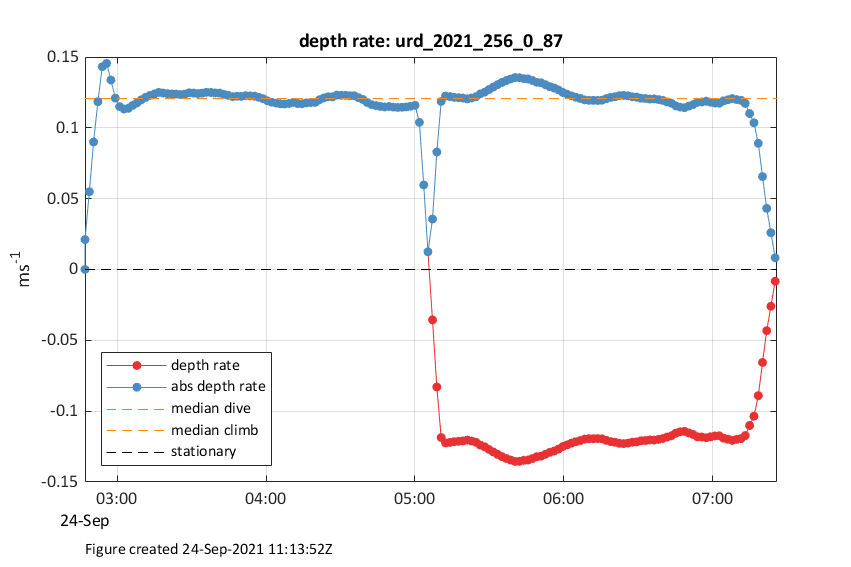 depth rate: urd_2021_256_0_87
0.15
0.1
0.05
0
-0.05
-0.1
-0.15
ms-1
depth rate
abs depth rate
median dive
median climb
stationary
03:00 04:00 05:00 06:00 07:00
24-Sep
Figure created 24-Sep-2021 11:13:52Z